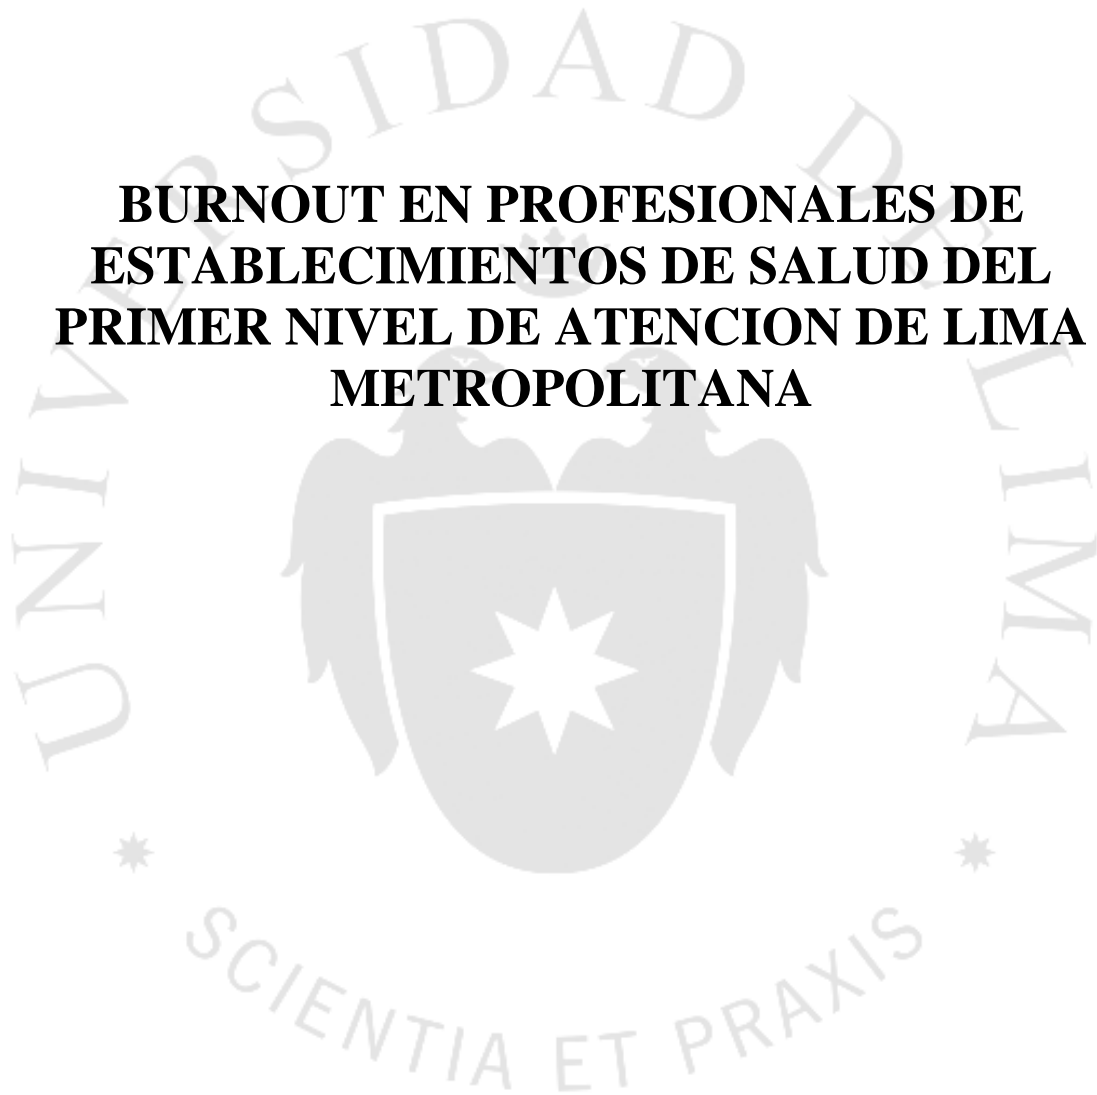 UNIVERSIDAD DE LIMA
BURNOUT EN PROFESIONALES DE
ESTABLECIMIENTOS DE SALUD DEL
PRIMER NIVEL DE ATENCION DE LIMA
METROPOLITANA
SCIENTIA ET PRAXIS